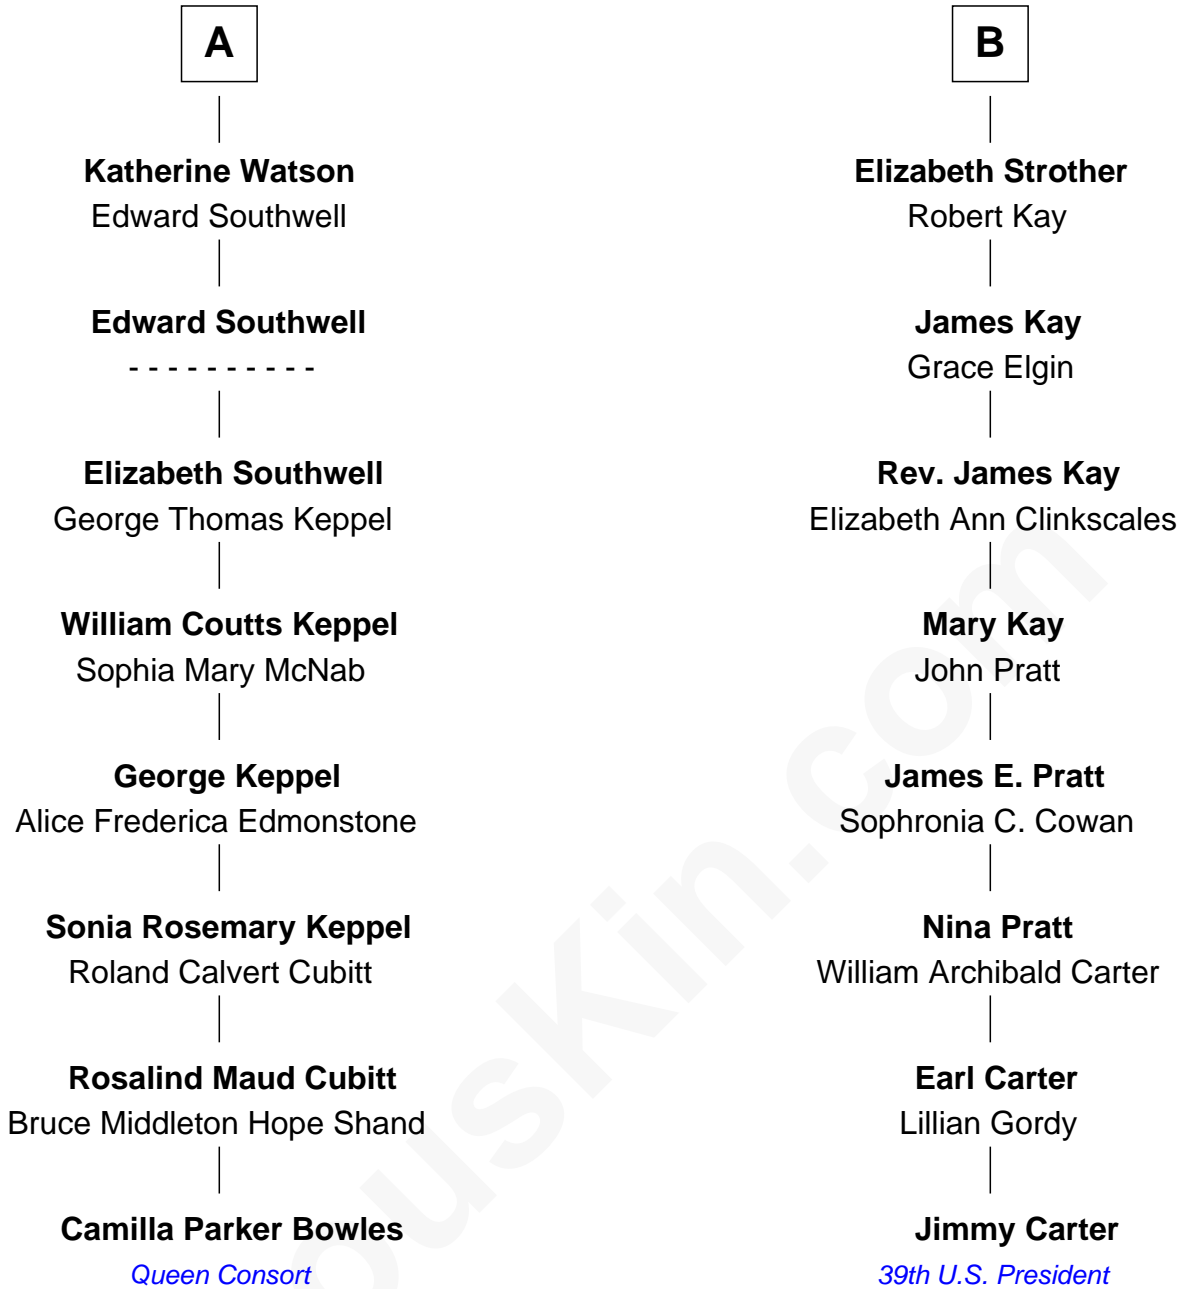 A
B
Katherine Watson
Edward Southwell
Elizabeth Strother
Robert Kay
Edward Southwell
- - - - - - - - - -
James Kay
Grace Elgin
Elizabeth Southwell
George Thomas Keppel
Rev. James Kay
Elizabeth Ann Clinkscales
William Coutts Keppel
Sophia Mary McNab
Mary Kay
John Pratt
George Keppel
Alice Frederica Edmonstone
James E. Pratt
Sophronia C. Cowan
Sonia Rosemary Keppel
Roland Calvert Cubitt
Nina Pratt
William Archibald Carter
Rosalind Maud Cubitt
Bruce Middleton Hope Shand
Earl Carter
Lillian Gordy
Camilla Parker Bowles
Queen Consort
Jimmy Carter
39th U.S. President
ousKin.com